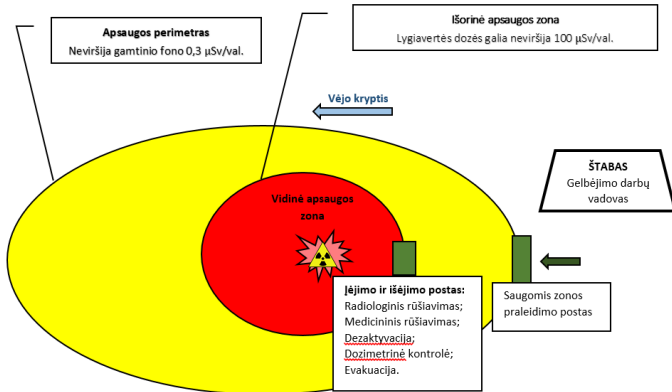 Apsaugos perimetras
Neviršija gamtinio fono 0,3 µSv/val.
Išorinė apsaugos zona
Lygiavertės dozės galia neviršija 100 µSv/val.
Vėjo kryptis
ŠTABAS
Gelbėjimo darbų
vadovas
Vidinė apsaugos
zona
Įėjimo ir išėjimo postas:
Radiologinis rūšiavimas;
Medicininis rūšiavimas;
Dezaktyvacija;
Dozimetrinė kontrolė;
Evakuacija.
Saugomis zonos
praleidimo postas